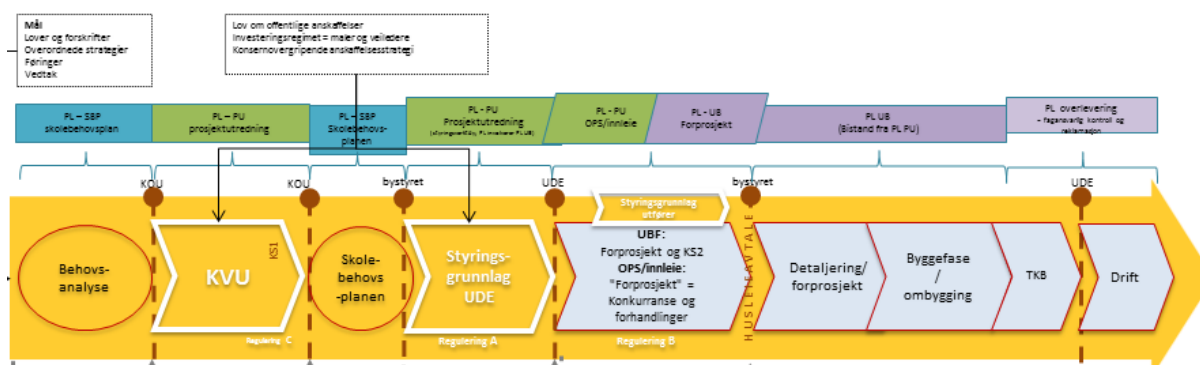 Mål
Lover og forskrifter
Overordnede strategier
Føringer
Vedtak
Lov om offentlige anskaffelser
Investeringsregimet = maler og veiledere
Konsernovergripende anskaffelsesstrategi
PL – SBP
skolebehovsplan
PL – PU
prosjektutredning
PL – SBP
Skolebehovs-
planen
PL - PU
Prosjektutredning
PL - PU
OPS/innleie
PL - UB
Forprosjekt
PL UB
(Bistand fra PL PU)
PL overlevering
– fagansvarlig kontroll og
reklamasjon
KOU
KOU
bystyret
UDE
bystyret
UDE
Behovs-
analyse
KVU
KS1
Regulering C
Skole-
behovs
-planen
Styrings-
grunnlag
UDE
Regulering A
Styringsgrunnlag
utfører
UBF:
Forprosjekt og KS2
OPS/innleie:
"Forprosjekt" =
Konkurranse og
forhandlinger
Regulering B
HUSLEIEAVTALE
Detaljering/
forprosjekt
Byggefase
/
ombygging
TKB
Drift